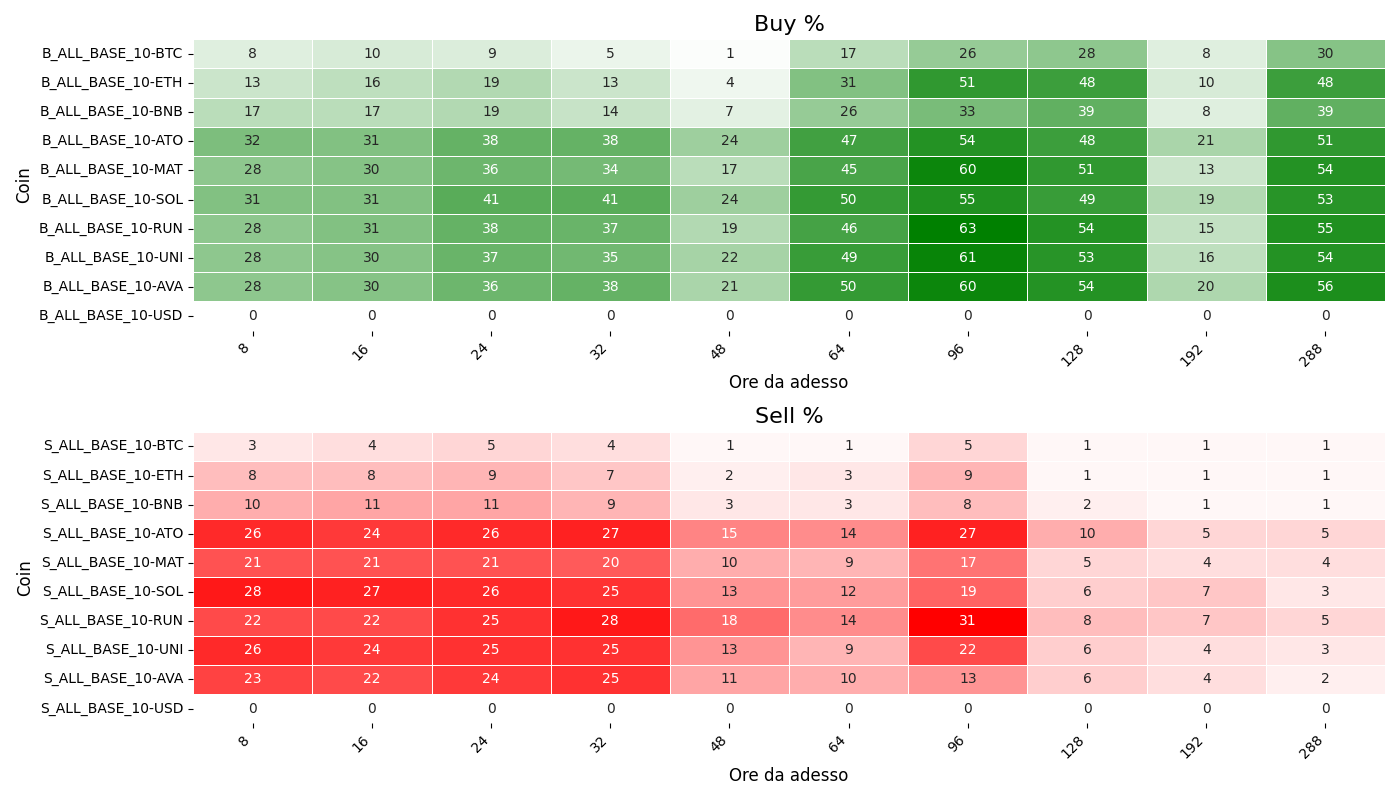 Buy %
Coin
B_ALL_BASE_10-BTC 8 10 9 5 1 17 26 28 8 30
B_ALL_BASE_10-ETH 13 16 19 13 4 31 51 48 10 48
B_ALL_BASE_10-BNB 17 17 19 14 7 26 33 39 8 39
B_ALL_BASE_10-ATO 32 31 38 38 24 47 54 48 21 51
B_ALL_BASE_10-MAT 28 30 36 34 17 45 60 51 13 54
B_ALL_BASE_10-SOL 31 31 41 41 24 50 55 49 19 53
B_ALL_BASE_10-RUN 28 31 38 37 19 46 63 54 15 55
B_ALL_BASE_10-UNI 28 30 37 35 22 49 61 53 16 54
B_ALL_BASE_10-AVA 28 30 36 38 21 50 60 54 20 56
B_ALL_BASE_10-USD 0 0 0 0 0 0 0 0 0 0
8 16 24 32 48 64 96 128 192 288
Ore da adesso
Sell %
Coin
S_ALL_BASE_10-BTC 3 4 5 4 1 1 5 1 1 1
S_ALL_BASE_10-ETH 8 8 9 7 2 3 9 1 1 1
S_ALL_BASE_10-BNB 10 11 11 9 3 3 8 2 1 1
S_ALL_BASE_10-ATO 26 24 26 27 15 14 27 10 5 5
S_ALL_BASE_10-MAT 21 21 21 20 10 9 17 5 4 4
S_ALL_BASE_10-SOL 28 27 26 25 13 12 19 6 7 3
S_ALL_BASE_10-RUN 22 22 25 28 18 14 31 8 7 5
S_ALL_BASE_10-UNI 26 24 25 25 13 9 22 6 4 3
S_ALL_BASE_10-AVA 23 22 24 25 11 10 13 6 4 2
S_ALL_BASE_10-USD 0 0 0 0 0 0 0 0 0 0
8 16 24 32 48 64 96 128 192 288
Ore da adesso